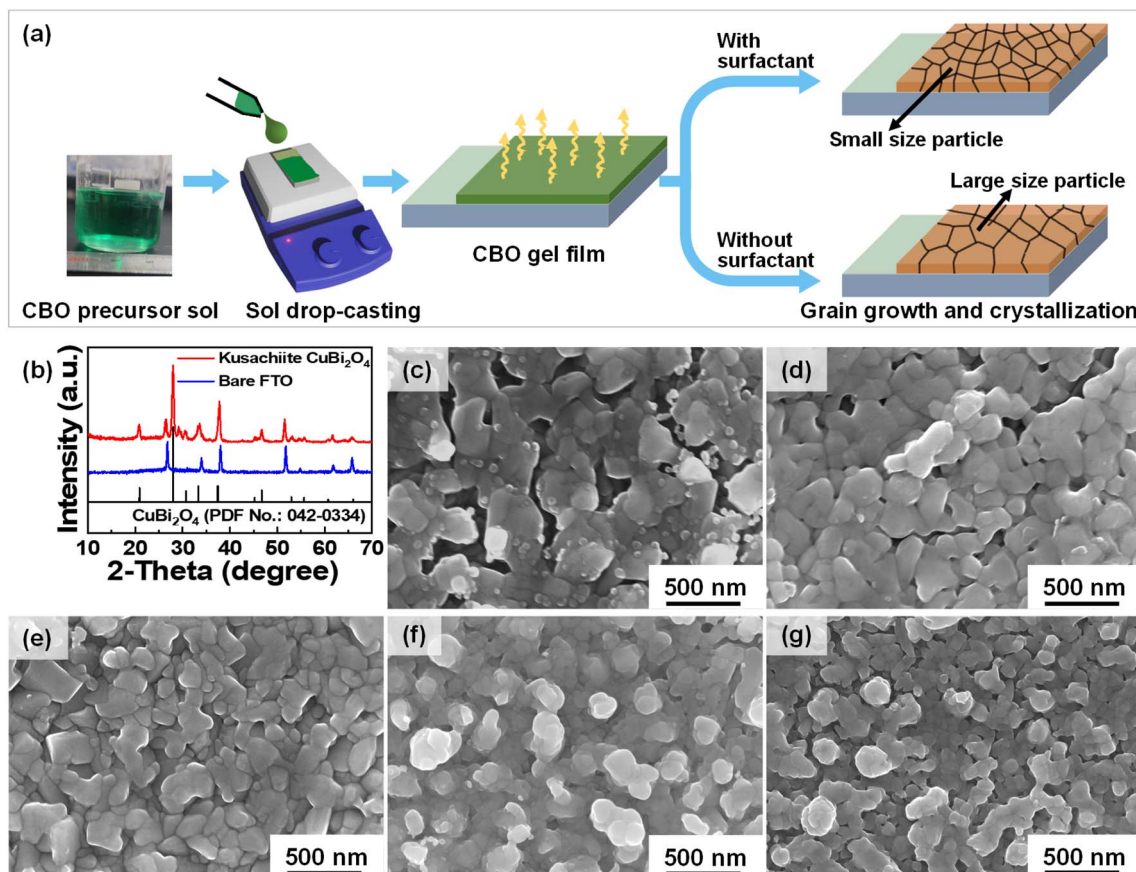 (a)
With
surfactant
Small size particle
Large size particle
Without
surfactant
CBO gel film
CBO precursor sol
Sol drop-casting
Grain growth and crystallization
(b)
Intensity (a.u.)
Kusachiite CuBi₂O₄
Bare FTO
CuBi₂O₄ (PDF No.: 042-0334)
10 20 30 40 50 60 70
2-Theta (degree)
(c)
500 nm
(d)
500 nm
(e)
500 nm
(f)
500 nm
(g)
500 nm